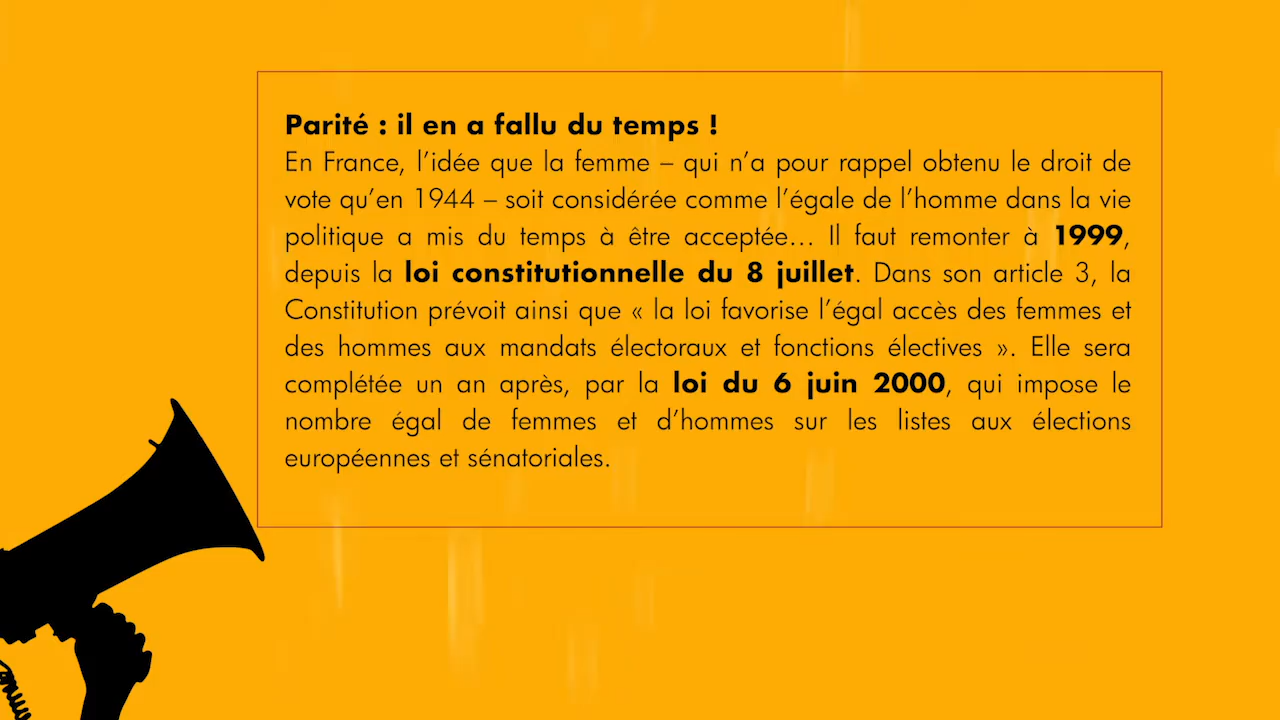 Parité : il en a fallu du temps !
En France, l’idée que la femme – qui n’a pour rappel obtenu le droit de
vote qu’en 1944 – soit considérée comme l’égale de l’homme dans la vie
politique a mis du temps à être acceptée… Il faut remonter à 1999,
depuis la loi constitutionnelle du 8 juillet. Dans son article 3, la
Constitution prévoit ainsi que « la loi favorise l’égal accès des femmes et
des hommes aux mandats électoraux et fonctions électives ». Elle sera
complétée un an après, par la loi du 6 juin 2000, qui impose le
nombre égal de femmes et d’hommes sur les listes aux élections
européennes et sénatoriales.